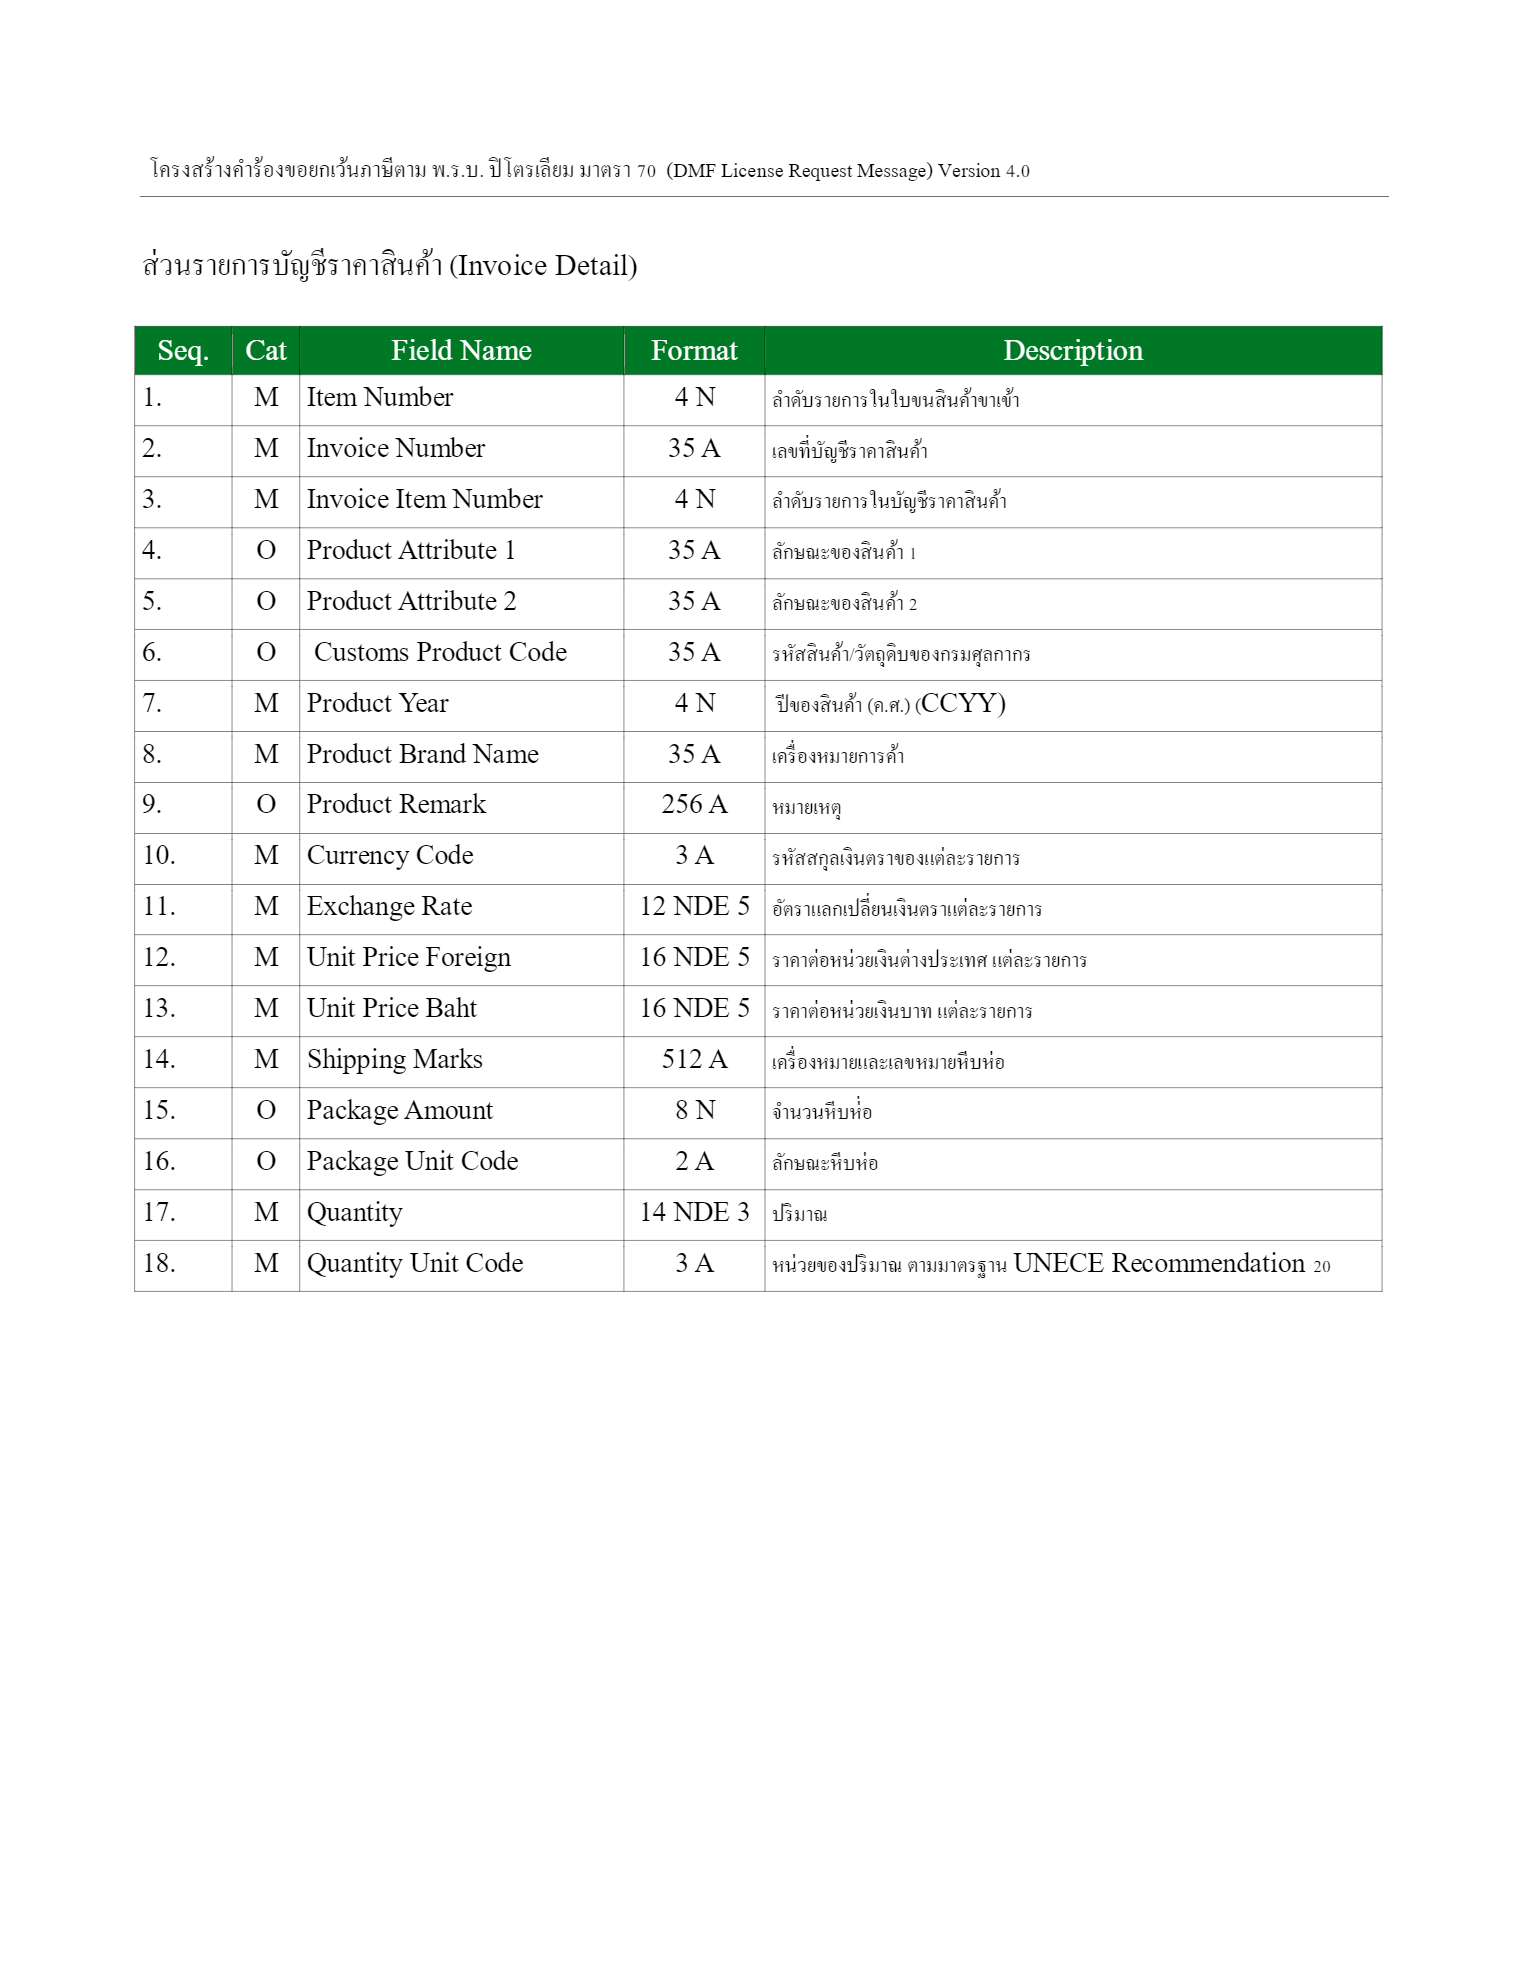 โครงสร้างคำร้องขอยกเว้นภาษีตาม พ.ร.บ. ปิโตรเลียม มาตรา 70 (DMF License Request Message) Version 4.0
ส่วนรายการบัญชีราคาสินค้า (Invoice Detail)
Seq. Cat Field Name Format Description
1. M Item Number 4 N ลำดับรายการในใบขนสินค้าขาเข้า
2. M Invoice Number 35 A เลขที่บัญชีราคาสินค้า
3. M Invoice Item Number 4 N ลำดับรายการในบัญชีราคาสินค้า
4. O Product Attribute 1 35 A ลักษณะของสินค้า 1
5. O Product Attribute 2 35 A ลักษณะของสินค้า 2
6. O Customs Product Code 35 A รหัสสินค้า/วัตถุดิบของกรมศุลกากร
7. M Product Year 4 N ปีของสินค้า (ค.ศ.) (CCYY)
8. M Product Brand Name 35 A เครื่องหมายการค้า
9. O Product Remark 256 A หมายเหตุ
10. M Currency Code 3 A รหัสสกุลเงินตราของแต่ละรายการ
11. M Exchange Rate 12 NDE 5 อัตราแลกเปลี่ยนเงินตราแต่ละรายการ
12. M Unit Price Foreign 16 NDE 5 ราคาต่อหน่วยเงินต่างประเทศ แต่ละรายการ
13. M Unit Price Baht 16 NDE 5 ราคาต่อหน่วยเงินบาท แต่ละรายการ
14. M Shipping Marks 512 A เครื่องหมายและเลขหมายหีบห่อ
15. O Package Amount 8 N จำนวนหีบห่อ
16. O Package Unit Code 2 A ลักษณะหีบห่อ
17. M Quantity 14 NDE 3 ปริมาณ
18. M Quantity Unit Code 3 A หน่วยของปริมาณ ตามมาตรฐาน UNECE Recommendation 20